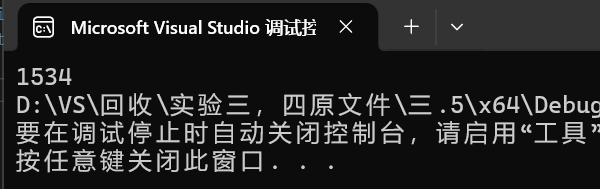 Microsoft Visual Studio 调试控
1534
D:\VS\回收\实验三，四原文件\三.5\x64\Debug
要在调试停止时自动关闭控制台，请启用“工具”
按任意键关闭此窗口. . .